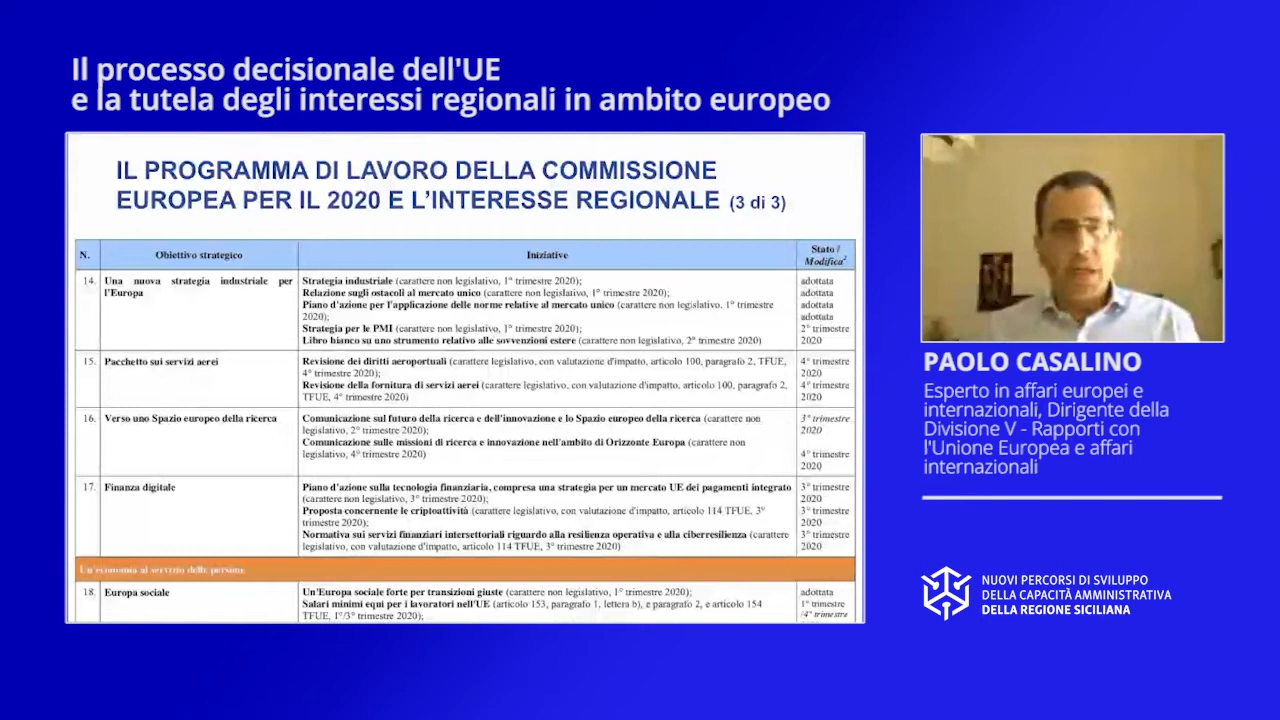 Il processo decisionale dell'UE
e la tutela degli interessi regionali in ambito europeo
IL PROGRAMMA DI LAVORO DELLA COMMISSIONE
EUROPEA PER IL 2020 E L'INTERESSE REGIONALE (3 di 3)
N. Obiettivo strategico Iniziative Stato / Modifica²
14. Una nuova strategia industriale per l'Europa
Strategia industriale (carattere non legislativo, 1° trimestre 2020); adottata
Relazione sugli ostacoli al mercato unico (carattere non legislativo, 1° trimestre 2020); adottata
Piano d'azione per l'applicazione delle norme relative al mercato unico (carattere non legislativo, 1° trimestre adottata
2020); adottata
Strategia per le PMI (carattere non legislativo, 1° trimestre 2020); 2° trimestre
Libro bianco su uno strumento relativo alle sovvenzioni estere (carattere non legislativo, 2° trimestre 2020) 2020
15. Pacchetto sui servizi aerei Revisione dei diritti aeroportuali (carattere legislativo, con valutazione d'impatto, articolo 100, paragrafo 2, TFUE, 4° trimestre
4° trimestre 2020); 2020
Revisione della fornitura di servizi aerei (carattere legislativo, con valutazione d'impatto, articolo 100, paragrafo 2, 4° trimestre
TFUE, 4° trimestre 2020) 2020
16. Verso uno Spazio europeo della ricerca Comunicazione sul futuro della ricerca e dell'innovazione e lo Spazio europeo della ricerca (carattere non 3° trimestre
legislativo, 2° trimestre 2020); 2020
Comunicazione sulle missioni di ricerca e innovazione nell'ambito di Orizzonte Europa (carattere non
legislativo, 4° trimestre 2020) 4° trimestre
2020
17. Finanza digitale Piano d'azione sulla tecnologia finanziaria, compresa una strategia per un mercato UE dei pagamenti integrato 3° trimestre
(carattere non legislativo, 3° trimestre 2020); 2020
Proposta concernente le criptoattività (carattere legislativo, con valutazione d'impatto, articolo 114 TFUE, 3° 3° trimestre
trimestre 2020); 2020
Normativa sui servizi finanziari intersettoriali riguardo alla resilienza operativa e alla ciberresilienza (carattere 3° trimestre
legislativo, con valutazione d'impatto, articolo 114 TFUE, 3° trimestre 2020) 2020
Un'economia al servizio delle persone
18. Europa sociale Un'Europa sociale forte per transizioni giuste (carattere non legislativo, 1° trimestre 2020); adottata
Salari minimi equi per i lavoratori nell'UE (articolo 153, paragrafo 1, lettera b), e paragrafo 2, e articolo 154 1° trimestre
TFUE, 1°/3° trimestre 2020); /4° trimestre
PAOLO CASALINO
Esperto in affari europei e
internazionali, Dirigente della
Divisione V - Rapporti con
l'Unione Europea e affari
internazionali
NUOVI PERCORSI DI SVILUPPO
DELLA CAPACITÀ AMMINISTRATIVA
DELLA REGIONE SICILIANA